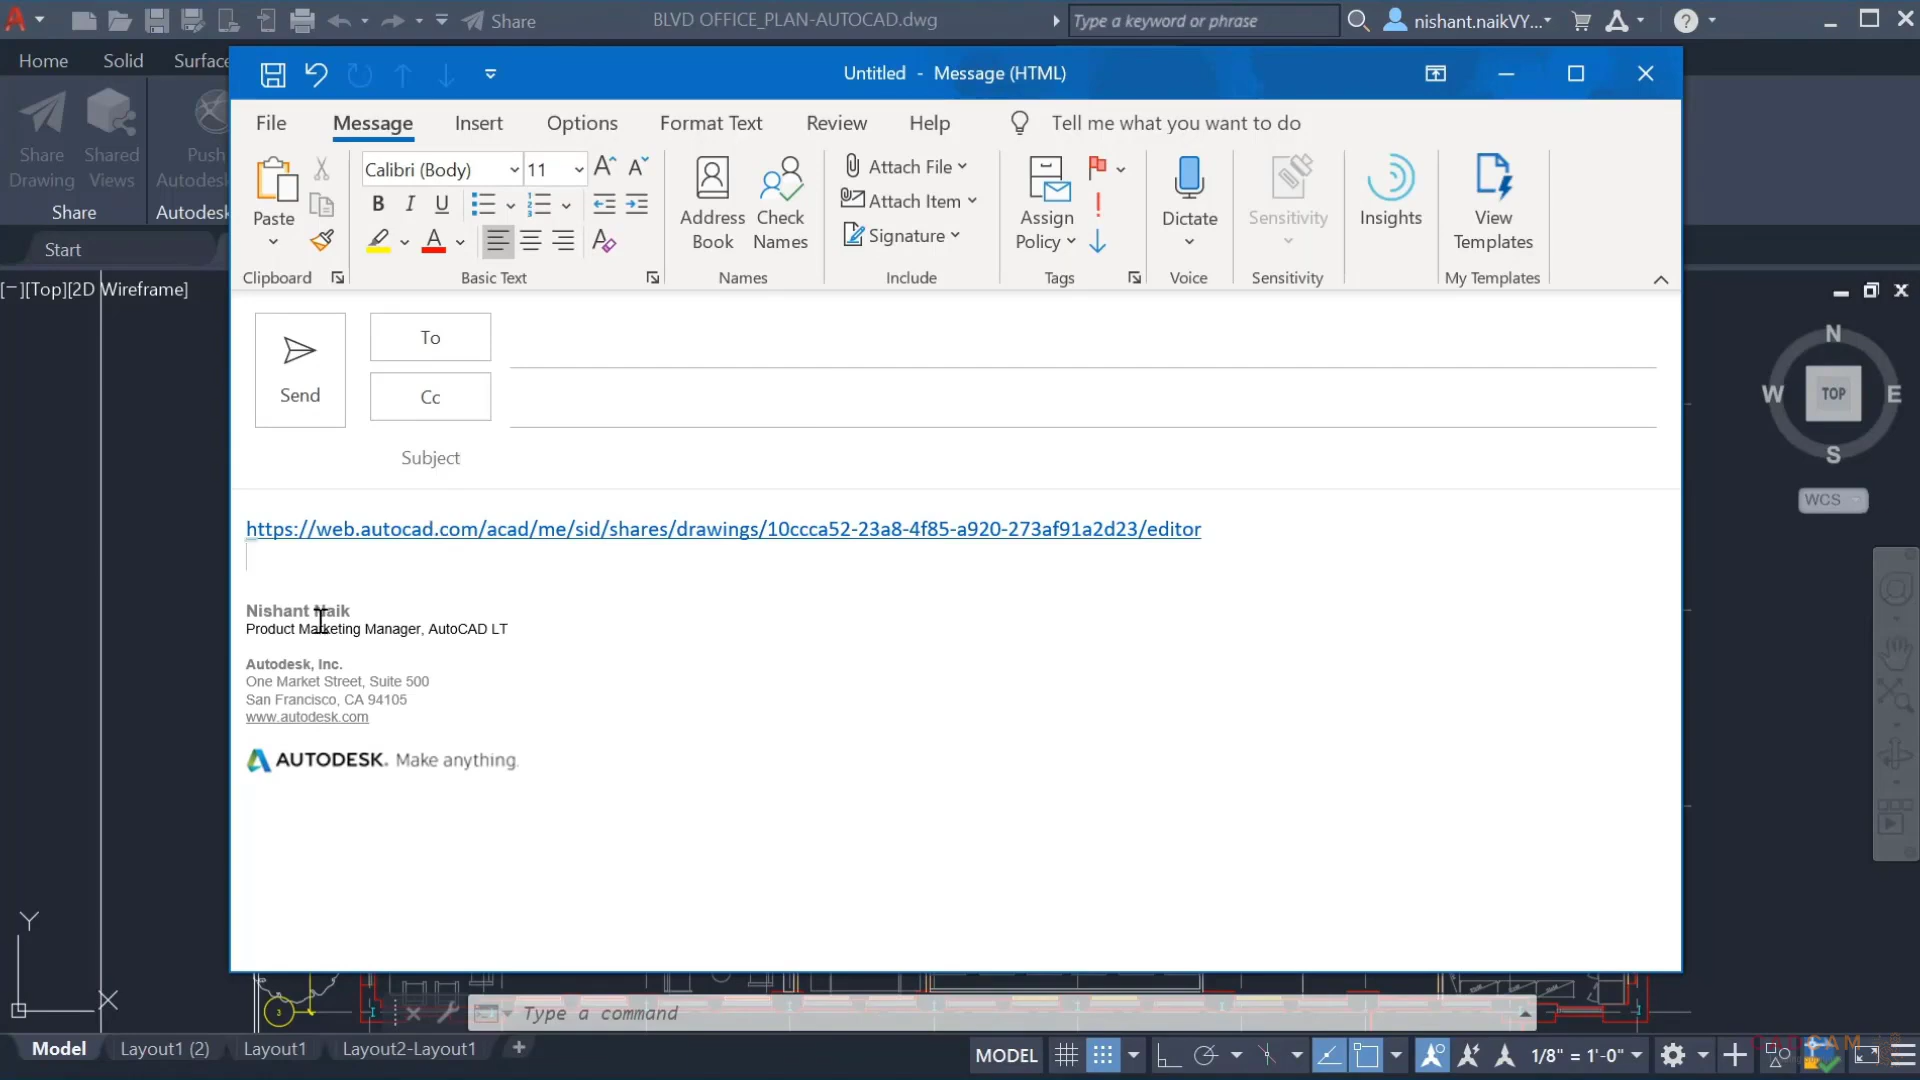 Share
BLVD OFFICE_PLAN-AUTOCAD.dwg
Type a keyword or phrase
nishant.naikVY...
Home
Solid
Surface
Share Drawing
Shared Views
Push
Autodesk
Share
Autodesk
Start
[−][Top][2D Wireframe]
Untitled - Message (HTML)
File
Message
Insert
Options
Format Text
Review
Help
Tell me what you want to do
Paste
Clipboard
Calibri (Body)
11
B I U
Basic Text
Address Book
Check Names
Names
Attach File
Attach Item
Signature
Include
Assign Policy
Tags
Dictate
Voice
Sensitivity
Sensitivity
Insights
View Templates
My Templates
Send
To
Cc
Subject
https://web.autocad.com/acad/me/sid/shares/drawings/10ccca52-23a8-4f85-a920-273af91a2d23/editor
Nishant Naik
Product Marketing Manager, AutoCAD LT
Autodesk, Inc.
One Market Street, Suite 500
San Francisco, CA 94105
www.autodesk.com
AUTODESK. Make anything.
N
W
TOP
E
S
WCS
Y
X
3
Type a command
Model
Layout1 (2)
Layout1
Layout2-Layout1
MODEL
1/8" = 1'-0"